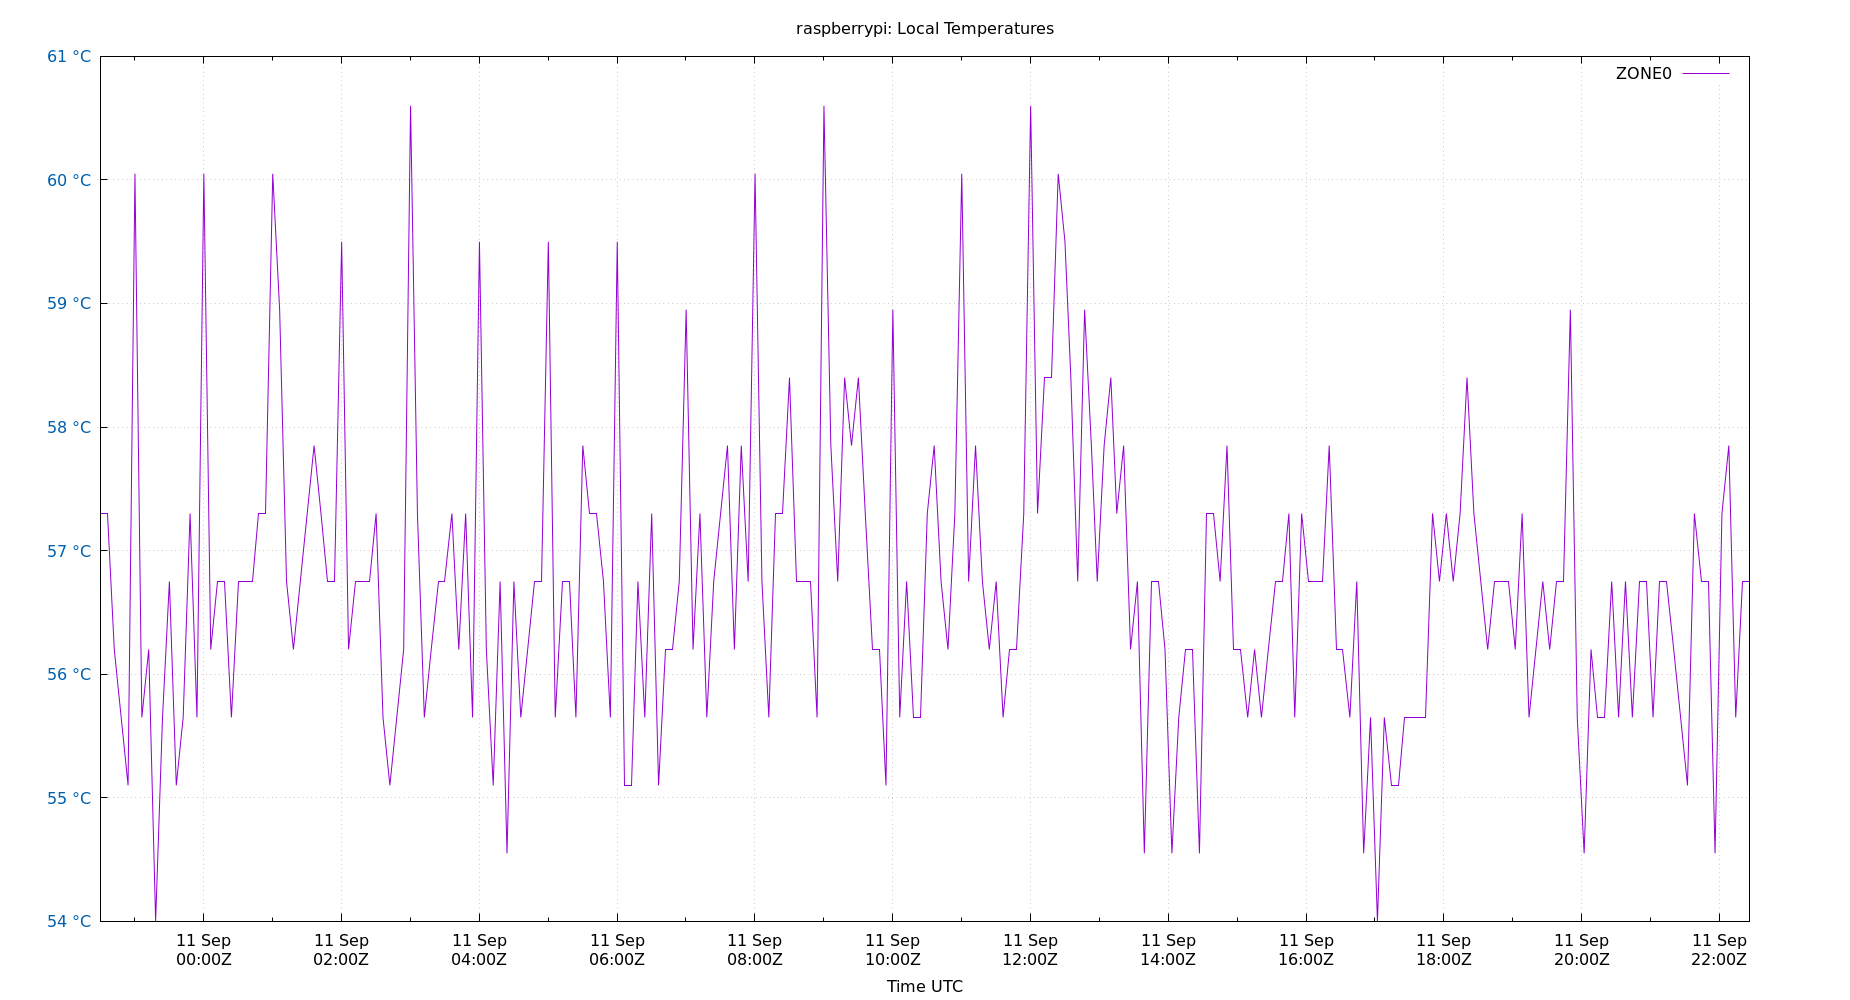 raspberrypi: Local Temperatures
61 °C
ZONE0
60 °C
59 °C
58 °C
57 °C
56 °C
55 °C
54 °C
11 Sep 11 Sep 11 Sep 11 Sep 11 Sep 11 Sep 11 Sep 11 Sep 11 Sep 11 Sep 11 Sep 11 Sep
00:00Z 02:00Z 04:00Z 06:00Z 08:00Z 10:00Z 12:00Z 14:00Z 16:00Z 18:00Z 20:00Z 22:00Z
Time UTC